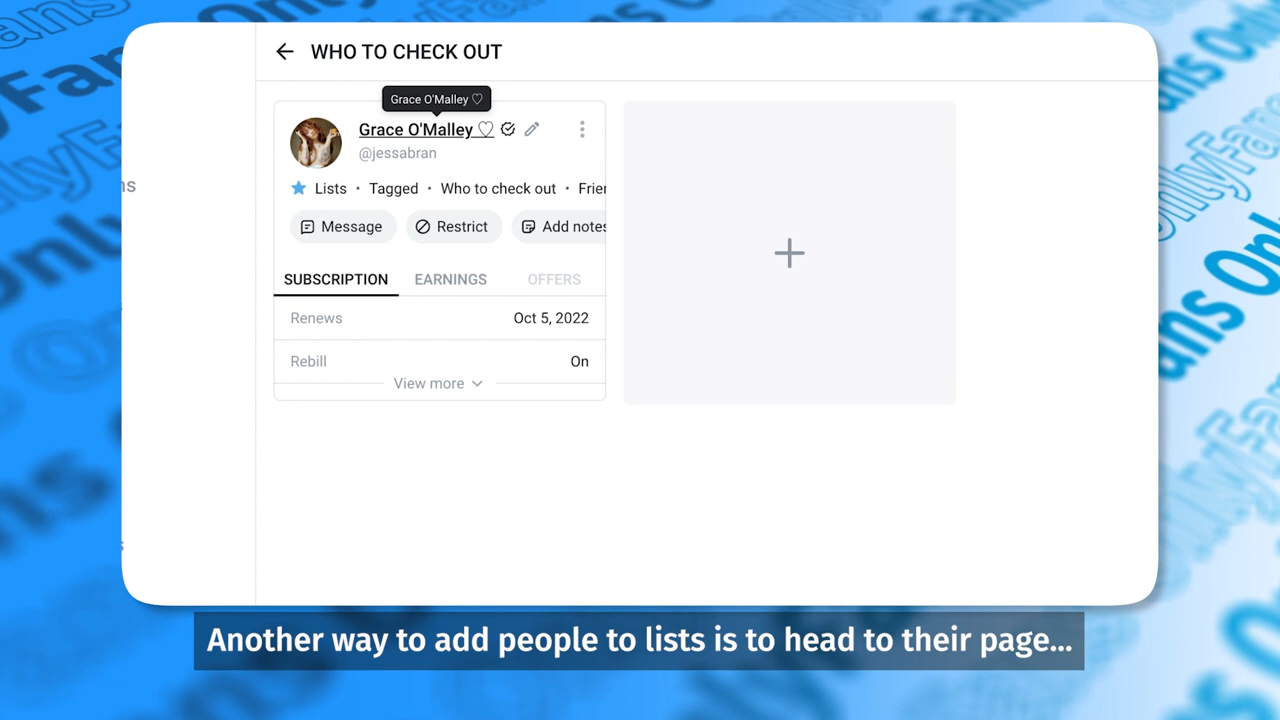 WHO TO CHECK OUT
Grace O'Malley ♡
Grace O'Malley ♡
@jessabran
Lists • Tagged • Who to check out • Frier
Message
Restrict
Add notes
SUBSCRIPTION
EARNINGS
OFFERS
Renews
Oct 5, 2022
Rebill
On
View more
Another way to add people to lists is to head to their page...